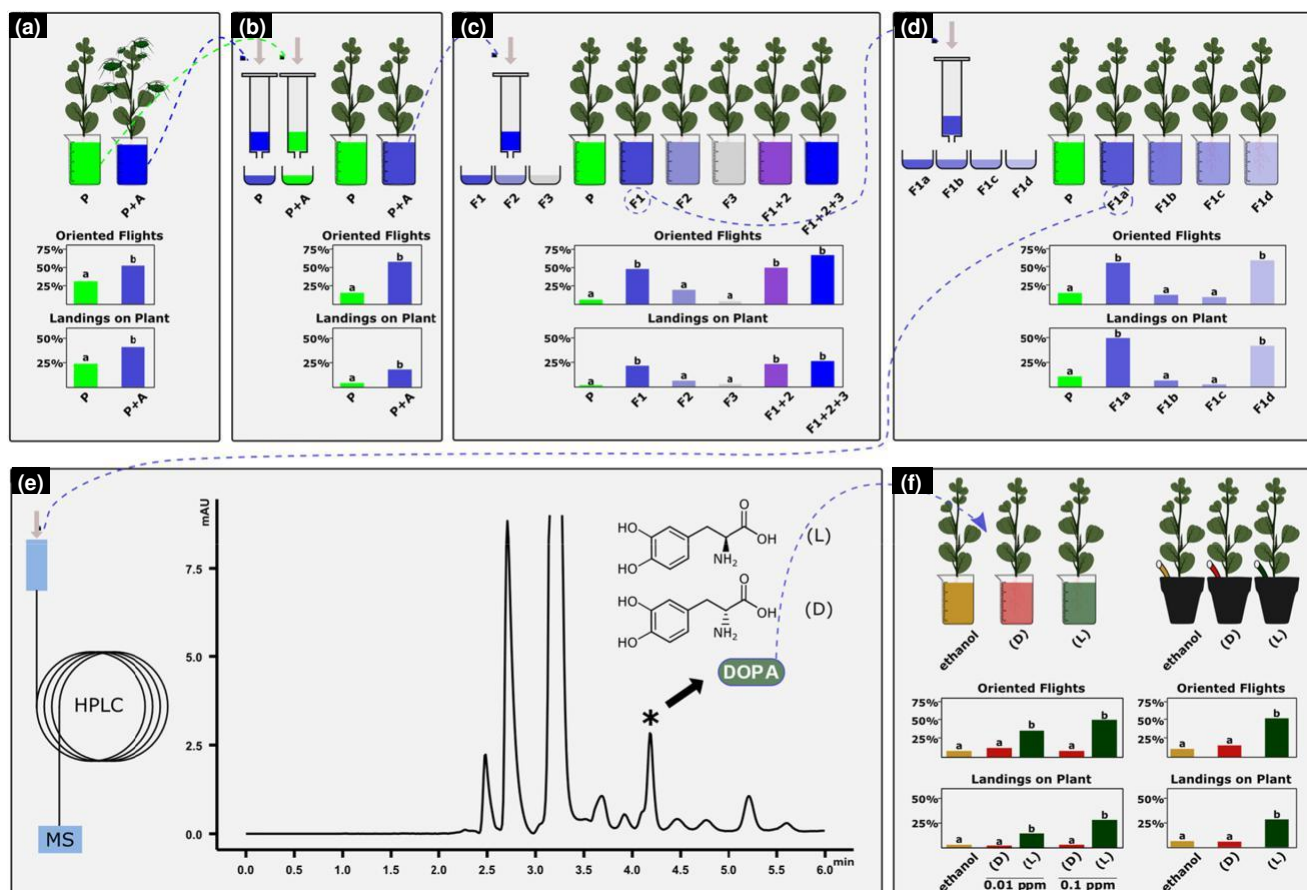 (a)
P
P+A
Oriented Flights
75%
50%
25%
a
b
Landings on Plant
50%
25%
a
b
P
P+A
(b)
P
P+A
P
P+A
Oriented Flights
75%
50%
25%
a
b
Landings on Plant
50%
25%
a
b
P
P+A
(c)
F1
F2
F3
P
F1
F2
F3
F1+2
F1+2+3
Oriented Flights
75%
50%
25%
a
b
a
a
b
b
Landings on Plant
50%
25%
a
b
a
a
b
b
P
F1
F2
F3
F1+2
F1+2+3
(d)
F1a
F1b
F1c
F1d
P
F1a
F1b
F1c
F1d
Oriented Flights
75%
50%
25%
a
b
a
a
b
Landings on Plant
50%
25%
a
b
a
a
b
P
F1a
F1b
F1c
F1d
(e)
HPLC
MS
mAU
7.5
5.0
2.5
0.0
0.0 0.5 1.0 1.5 2.0 2.5 3.0 3.5 4.0 4.5 5.0 5.5 6.0 min
HO
HO
O
OH
NH2
(L)
HO
HO
O
OH
NH2
(D)
*
DOPA
(f)
ethanol
(D)
(L)
Oriented Flights
75%
50%
25%
a
a
b
a
b
Landings on Plant
50%
25%
a
a
b
a
b
ethanol
(D)
(L)
(D)
(L)
0.01 ppm
0.1 ppm
ethanol
(D)
(L)
Oriented Flights
75%
50%
25%
a
a
b
Landings on Plant
50%
25%
a
a
b
ethanol
(D)
(L)